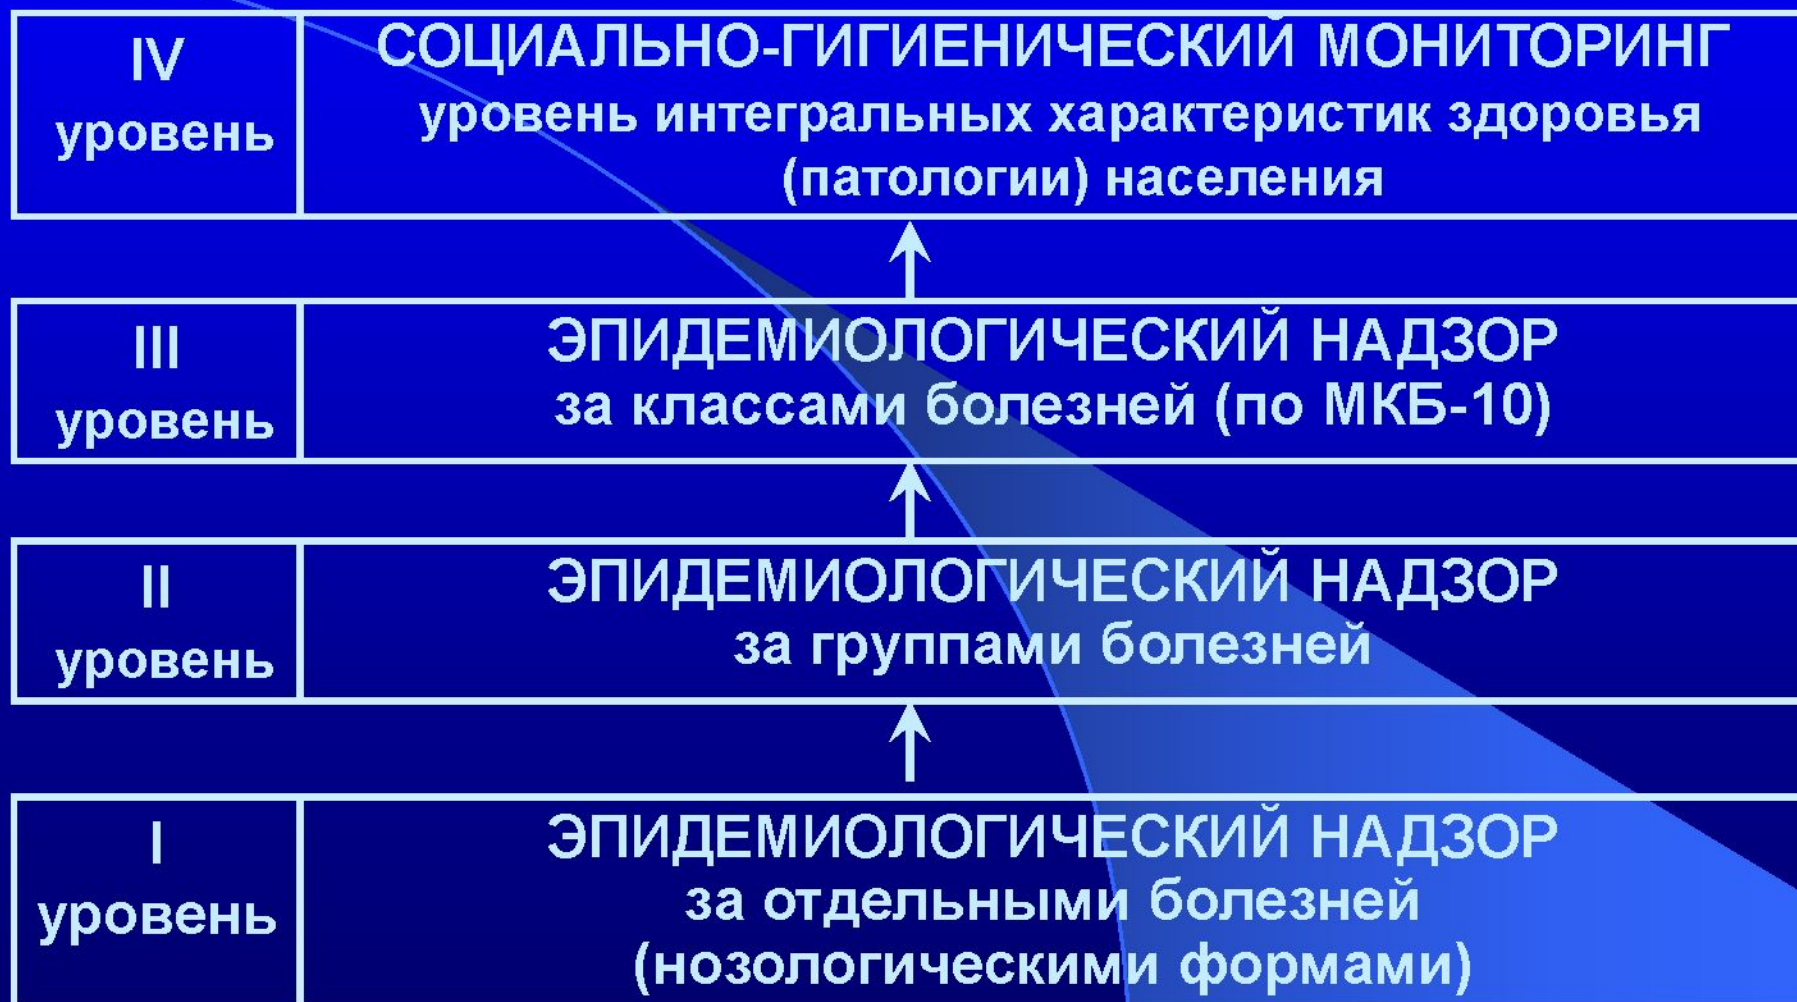 IV
уровень
СОЦИАЛЬНО-ГИГИЕНИЧЕСКИЙ МОНИТОРИНГ
уровень интегральных характеристик здоровья
(патологии) населения
III
уровень
ЭПИДЕМИОЛОГИЧЕСКИЙ НАДЗОР
за классами болезней (по МКБ-10)
II
уровень
ЭПИДЕМИОЛОГИЧЕСКИЙ НАДЗОР
за группами болезней
I
уровень
ЭПИДЕМИОЛОГИЧЕСКИЙ НАДЗОР
за отдельными болезней
(нозологическими формами)